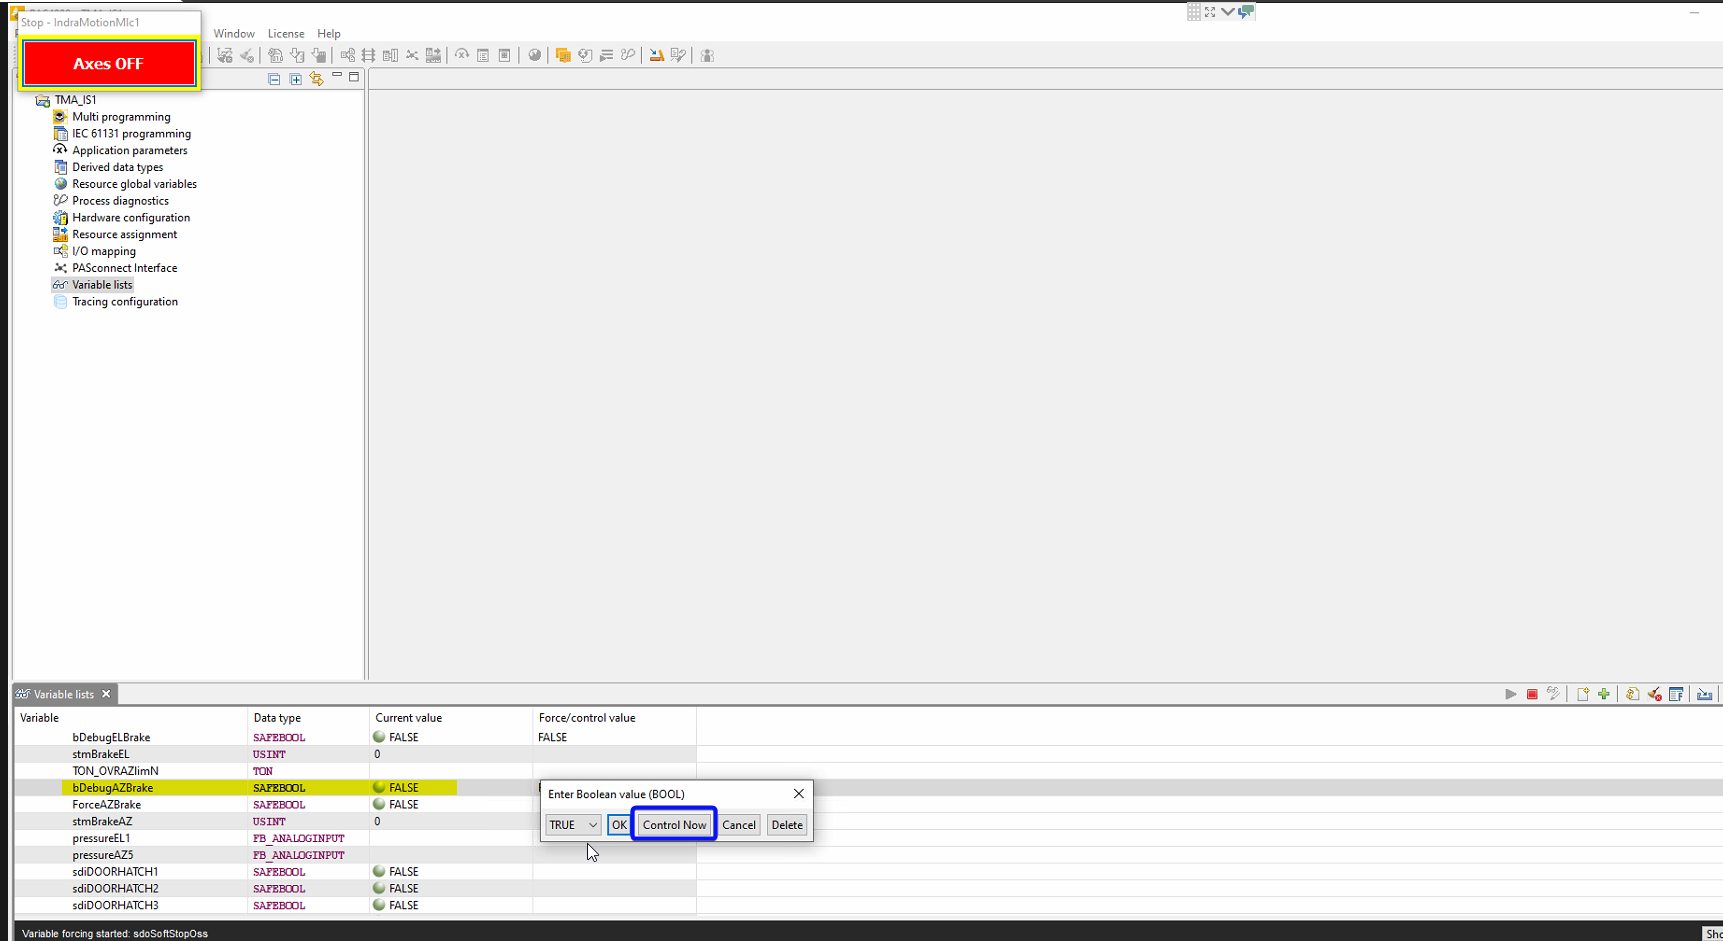 Stop - IndraMotionMlc1
Axes OFF
Window License Help
TMA_IS1
Multi programming
IEC 61131 programming
Application parameters
Derived data types
Resource global variables
Process diagnostics
Hardware configuration
Resource assignment
I/O mapping
PASconnect Interface
Variable lists
Tracing configuration
Variable lists
Variable Data type Current value Force/control value
bDebugELBrake SAFEBOOL FALSE FALSE
stmBrakeEL USINT 0
TON_OVRAZlimN TON
bDebugAZBrake SAFEBOOL FALSE
ForceAZBrake SAFEBOOL FALSE
stmBrakeAZ USINT 0
pressureEL1 FB_ANALOGINPUT
pressureAZ5 FB_ANALOGINPUT
sdiDOORHATCH1 SAFEBOOL FALSE
sdiDOORHATCH2 SAFEBOOL FALSE
sdiDOORHATCH3 SAFEBOOL FALSE
Enter Boolean value (BOOL)
TRUE OK Control Now Cancel Delete
Variable forcing started: sdoSoftStopOss